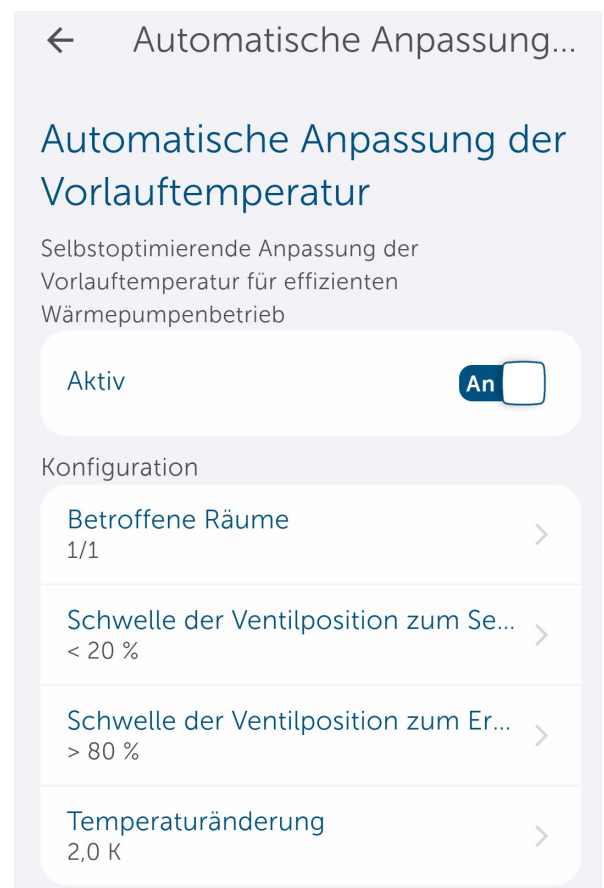 Automatische Anpassung...
Automatische Anpassung der
Vorlauftemperatur
Selbstoptimierende Anpassung der
Vorlauftemperatur für effizienten
Wärmepumpenbetrieb
Aktiv
An
Konfiguration
Betroffene Räume
1/1
Schwelle der Ventilposition zum Se...
< 20 %
Schwelle der Ventilposition zum Er...
> 80 %
Temperaturänderung
2,0 K